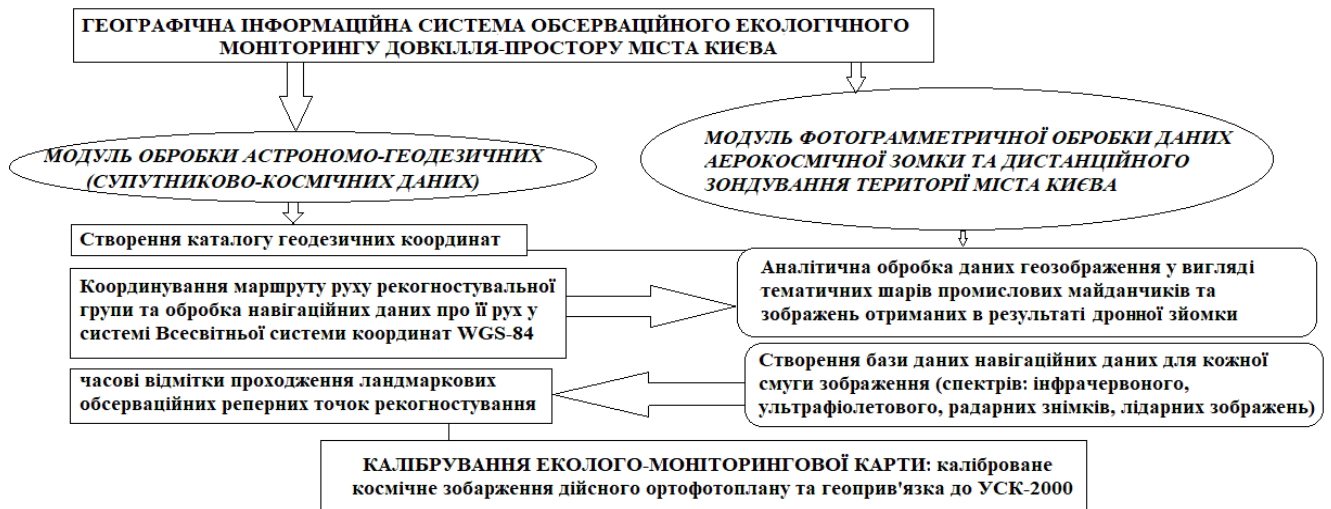 ГЕОГРАФІЧНА ІНФОРМАЦІЙНА СИСТЕМА ОБСЕРВАЦІЙНОГО ЕКОЛОГІЧНОГО
МОНІТОРИНГУ ДОВКІЛЛЯ-ПРОСТОРУ МІСТА КИЄВА
МОДУЛЬ ОБРОБКИ АСТРОНОМО-ГЕОДЕЗИЧНИХ
(СУПУТНИКОВО-КОСМІЧНИХ ДАНИХ)
МОДУЛЬ ФОТОГРАММЕТРИЧНОЇ ОБРОБКИ ДАНИХ
АЕРОКОСМІЧНОЇ ЗОМКИ ТА ДИСТАНЦІЙНОГО
ЗОНДУВАННЯ ТЕРИТОРІЇ МІСТА КИЄВА
Створення каталогу геодезичних координат
Координування маршруту руху рекогностувальної
групи та обробка навігаційних даних про її рух у
системі Всесвітньої системи координат WGS-84
Аналітична обробка даних геозображення у вигляді
тематичних шарів промислових майданчиків та
зображень отриманих в результаті дронної зйомки
часові відмітки проходження ландмаркових
обсерваційних реперних точок рекогностування
Створення бази даних навігаційних даних для кожної
смуги зображення (спектрів: інфрачервоного,
ультрафіолетового, радарних знімків, лідарних зображень)
КАЛІБРУВАННЯ ЕКОЛОГО-МОНІТОРИНГОВОЇ КАРТИ: каліброване
космічне зобарження дійсного ортофотоплану та геоприв'язка до УСК-2000